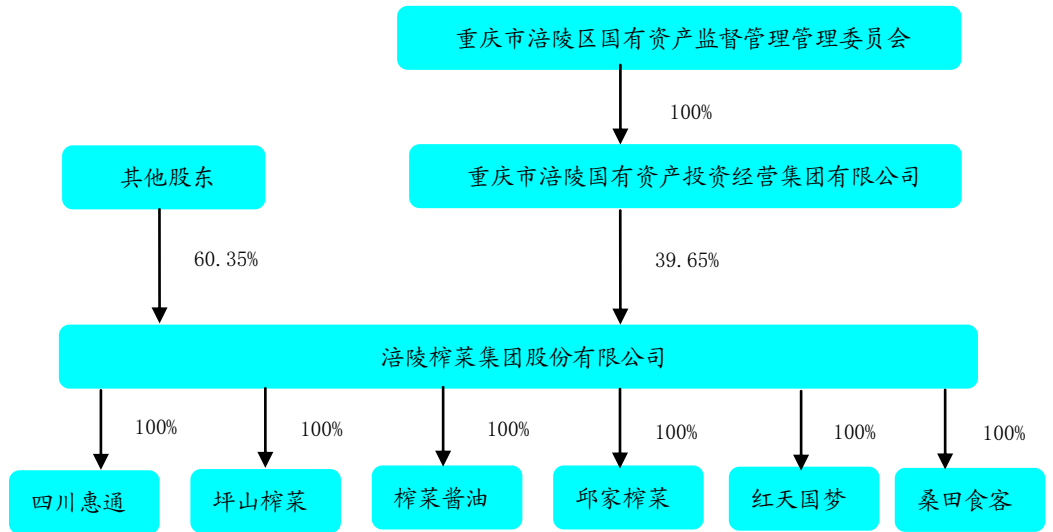 重庆市涪陵区国有资产监督管理管理委员会
100%
其他股东
重庆市涪陵国有资产投资经营集团有限公司
60.35%
39.65%
涪陵榨菜集团股份有限公司
100%
100%
100%
100%
100%
100%
四川惠通
坪山榨菜
榨菜酱油
邱家榨菜
红天国梦
桑田食客